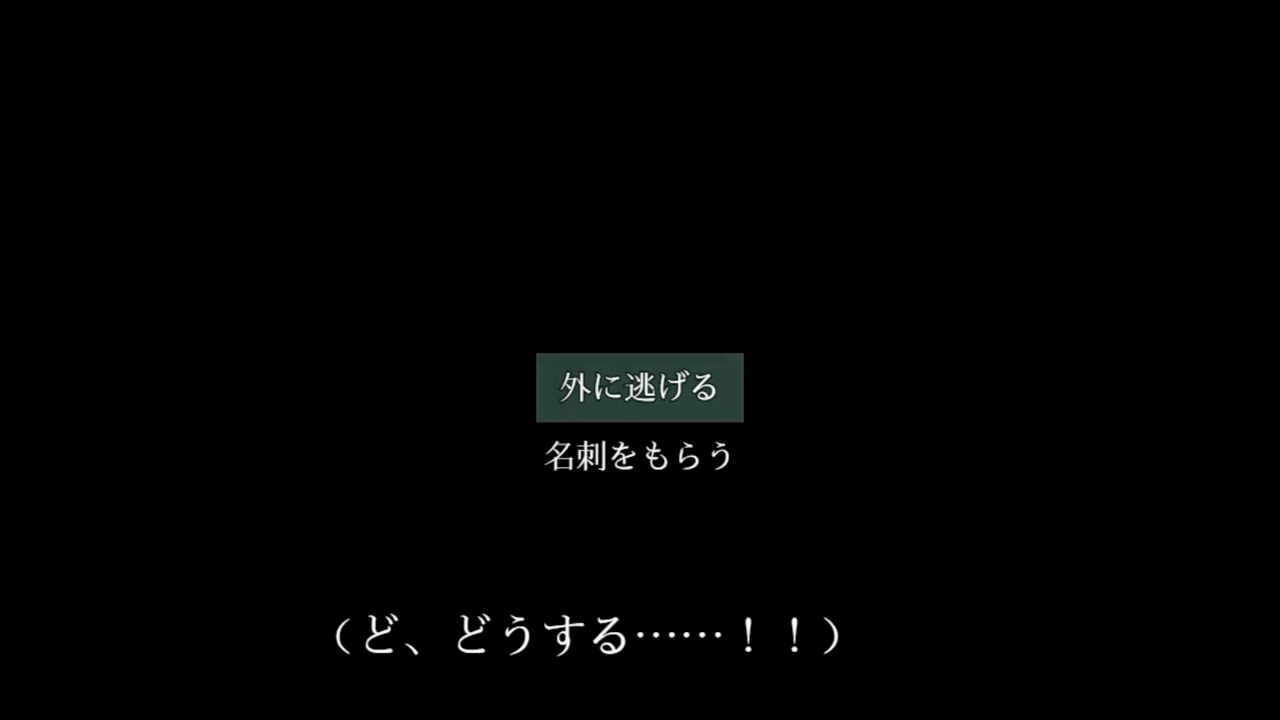 外に逃げる
名刺をもらう
（ど、どうする……！！）